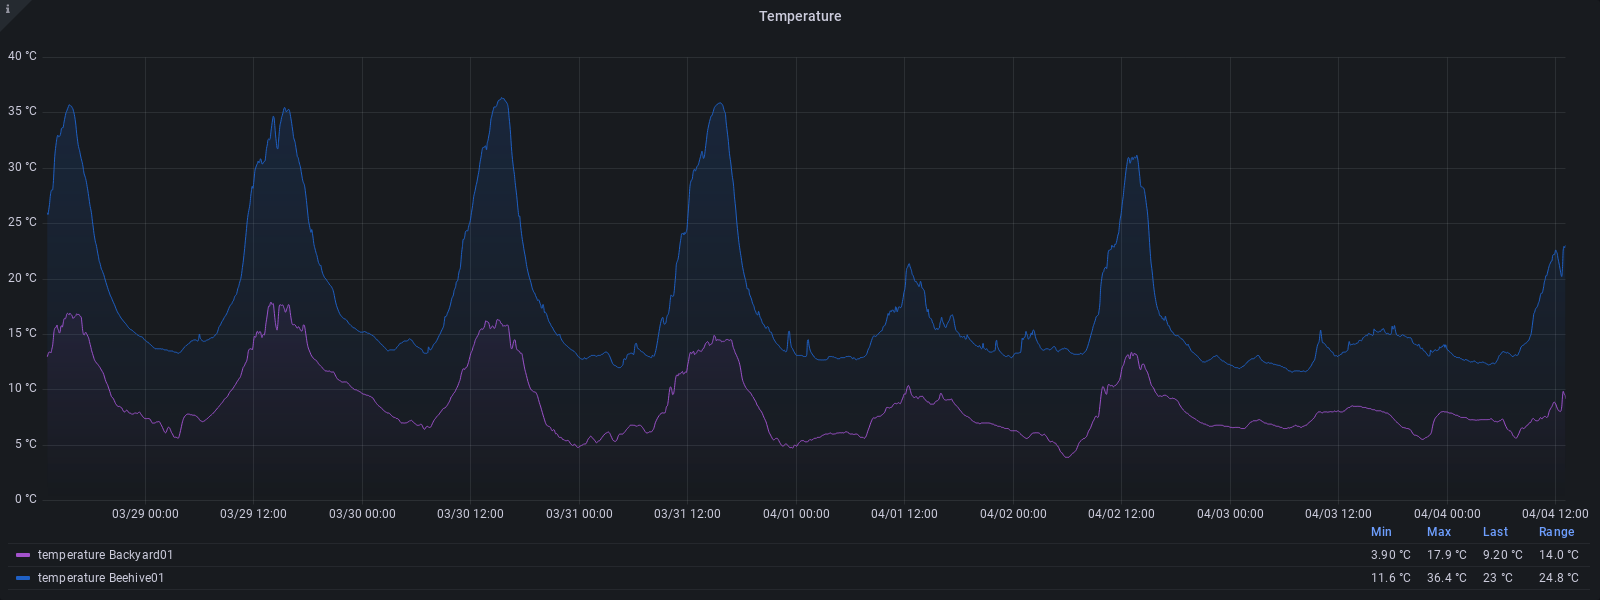 i
Temperature
40 °C
35 °C
30 °C
25 °C
20 °C
15 °C
10 °C
5 °C
0 °C
03/29 00:00 03/29 12:00 03/30 00:00 03/30 12:00 03/31 00:00 03/31 12:00 04/01 00:00 04/01 12:00 04/02 00:00 04/02 12:00 04/03 00:00 04/03 12:00 04/04 00:00 04/04 12:00
Min Max Last Range
temperature Backyard01 3.90 °C 17.9 °C 9.20 °C 14.0 °C
temperature Beehive01 11.6 °C 36.4 °C 23 °C 24.8 °C